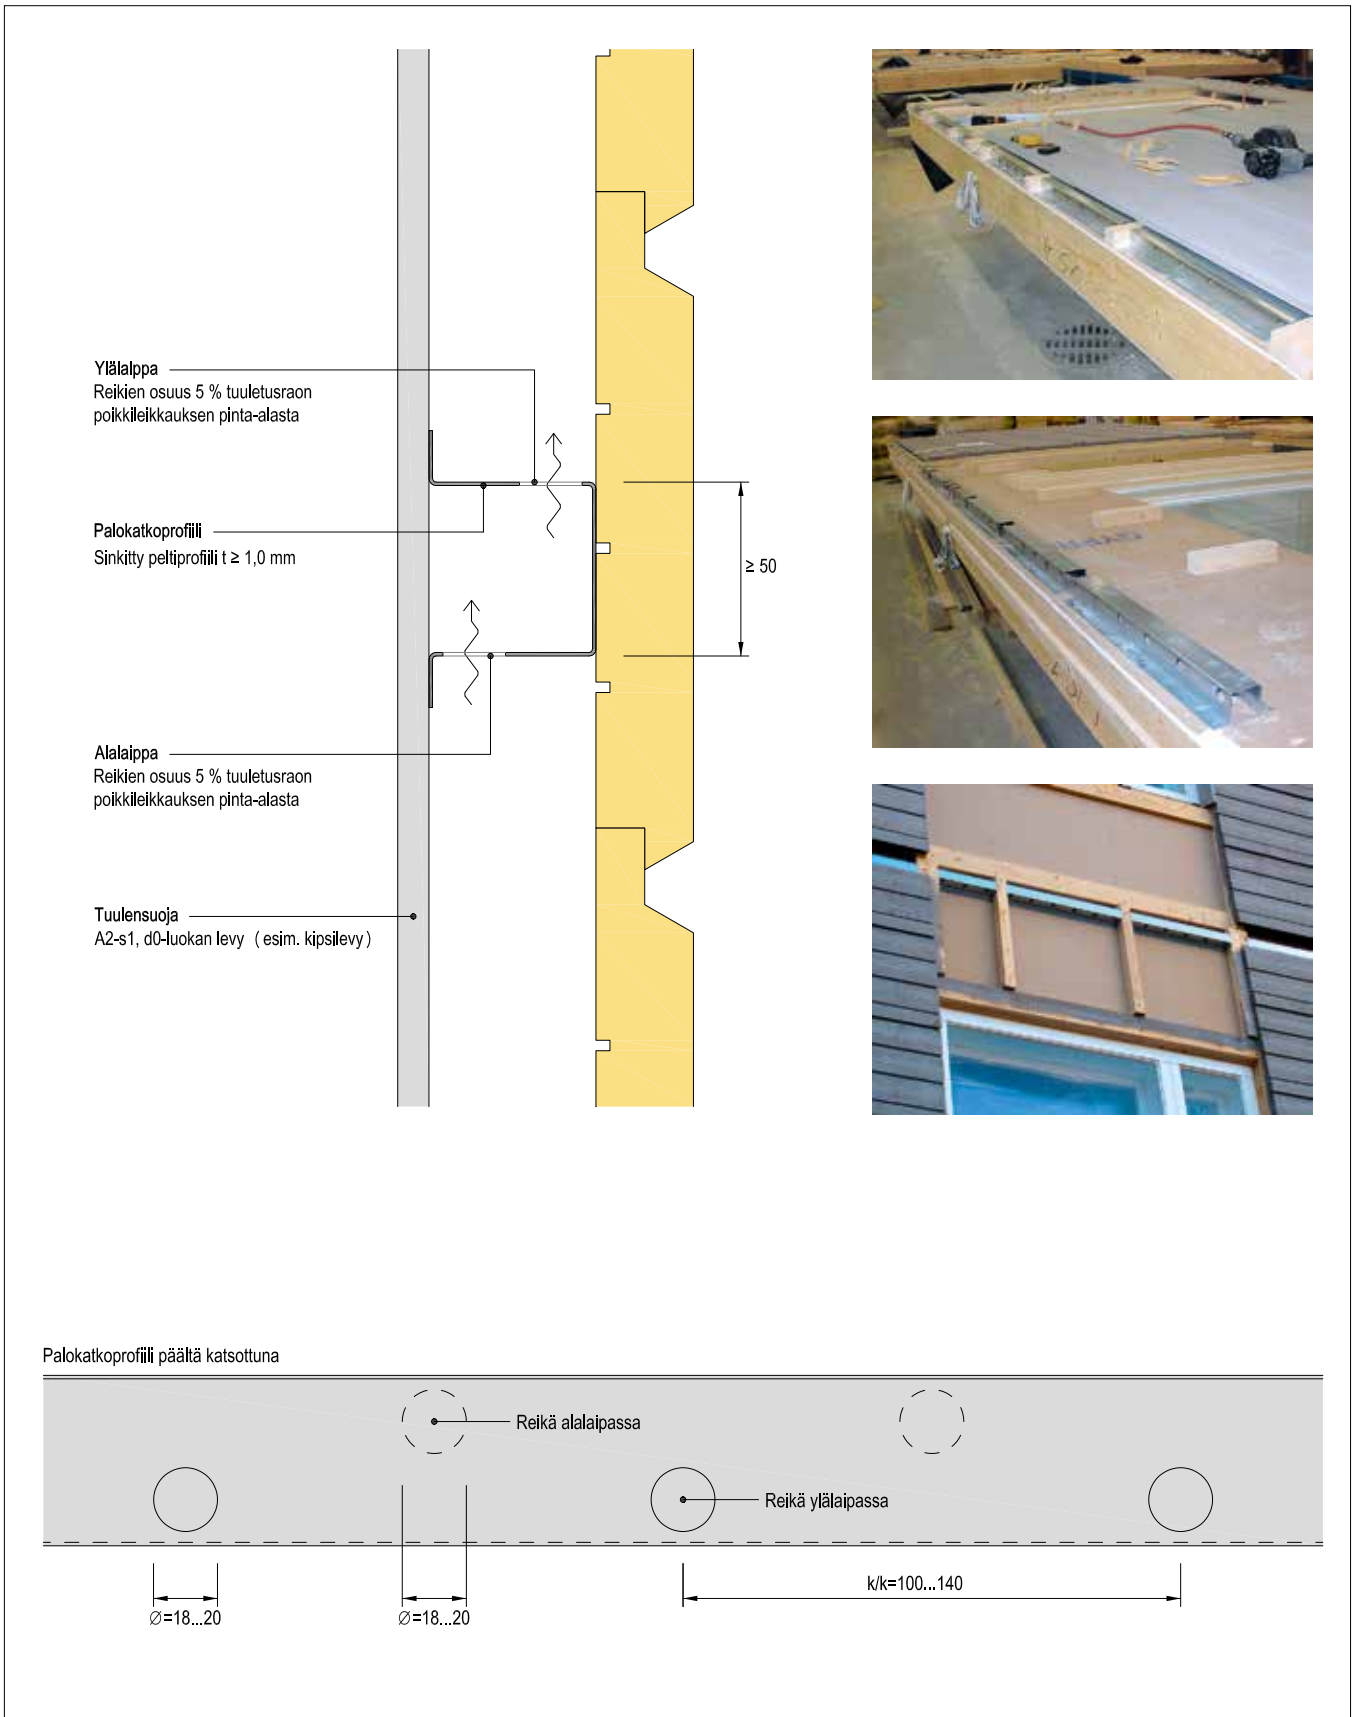 Ylälaippa
Reikien osuus 5 % tuuletusraon
poikkileikkauksen pinta-alasta
Palokatkoprofiili
Sinkitty peltiprofiili t ≥ 1,0 mm
≥ 50
Alalaippa
Reikien osuus 5 % tuuletusraon
poikkileikkauksen pinta-alasta
Tuulensuoja
A2-s1, d0-luokan levy ( esim. kipsilevy )
Palokatkoprofiili päältä katsottuna
Reikä alalaipassa
Reikä ylälaipassa
k/k=100...140
∅=18...20
∅=18...20